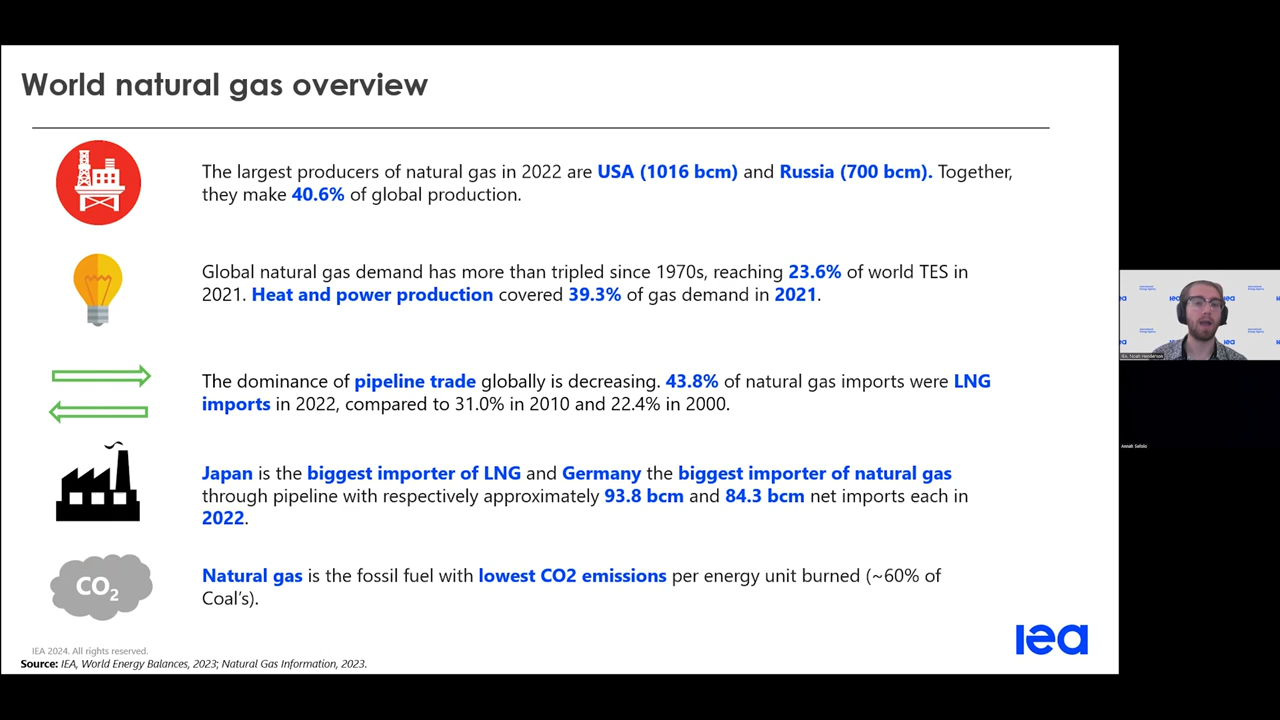 World natural gas overview
The largest producers of natural gas in 2022 are USA (1016 bcm) and Russia (700 bcm). Together,
they make 40.6% of global production.
Global natural gas demand has more than tripled since 1970s, reaching 23.6% of world TES in
2021. Heat and power production covered 39.3% of gas demand in 2021.
The dominance of pipeline trade globally is decreasing. 43.8% of natural gas imports were LNG
imports in 2022, compared to 31.0% in 2010 and 22.4% in 2000.
Japan is the biggest importer of LNG and Germany the biggest importer of natural gas
through pipeline with respectively approximately 93.8 bcm and 84.3 bcm net imports each in
2022.
CO2
Natural gas is the fossil fuel with lowest CO2 emissions per energy unit burned (~60% of
Coal's).
iea
IEA 2024. All rights reserved.
Source: IEA, World Energy Balances, 2023; Natural Gas Information, 2023.
iea
IEA, Noah Henderson